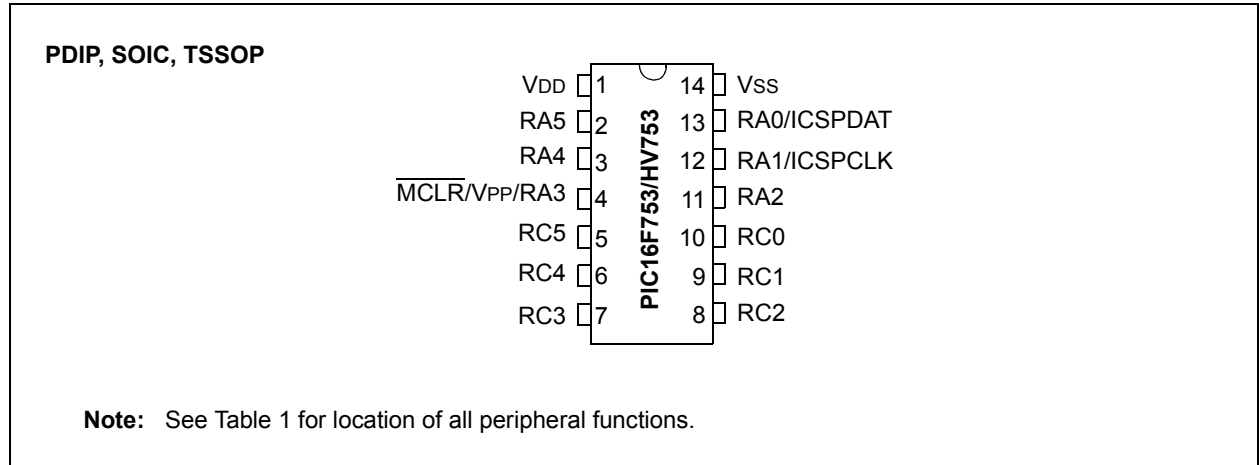 PDIP, SOIC, TSSOP
VDD 1 14 VSS
RA5 2 13 RA0/ICSPDAT
RA4 3 12 RA1/ICSPCLK
MCLR/VPP/RA3 4 11 RA2
RC5 5 10 RC0
RC4 6 9 RC1
RC3 7 8 RC2
PIC16F753/HV753
Note: See Table 1 for location of all peripheral functions.